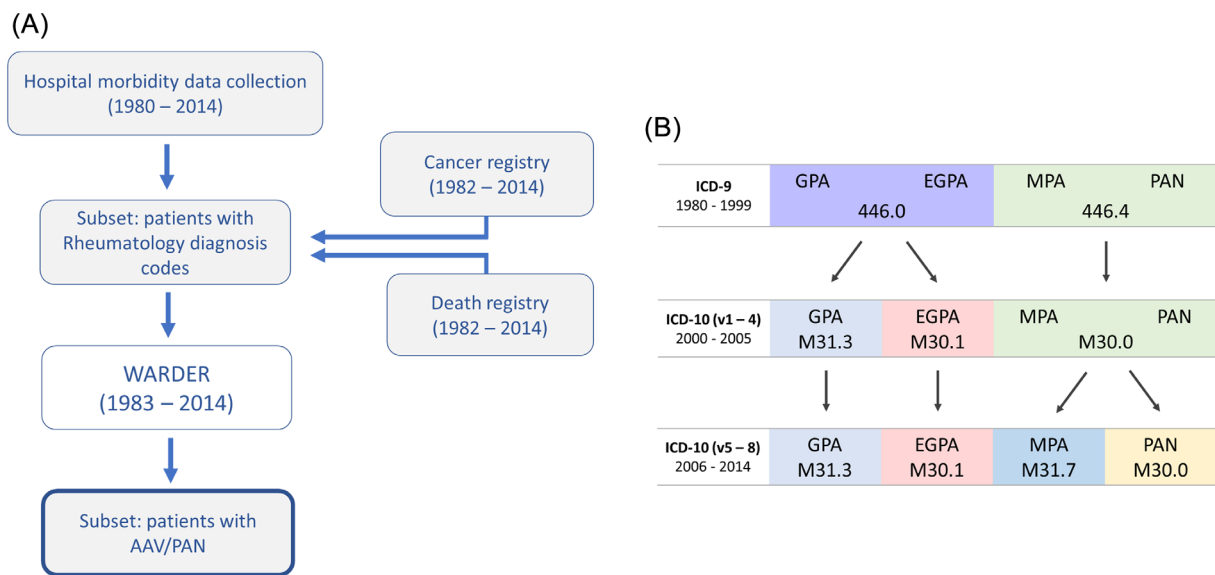 (A)
Hospital morbidity data collection
(1980 – 2014)
Cancer registry
(1982 – 2014)
Subset: patients with
Rheumatology diagnosis
codes
Death registry
(1982 – 2014)
WARDER
(1983 – 2014)
Subset: patients with
AAV/PAN
(B)
ICD-9
1980 - 1999
GPA EGPA
446.0
MPA PAN
446.4
ICD-10 (v1 – 4)
2000 - 2005
GPA
M31.3
EGPA
M30.1
MPA PAN
M30.0
ICD-10 (v5 – 8)
2006 - 2014
GPA
M31.3
EGPA
M30.1
MPA
M31.7
PAN
M30.0